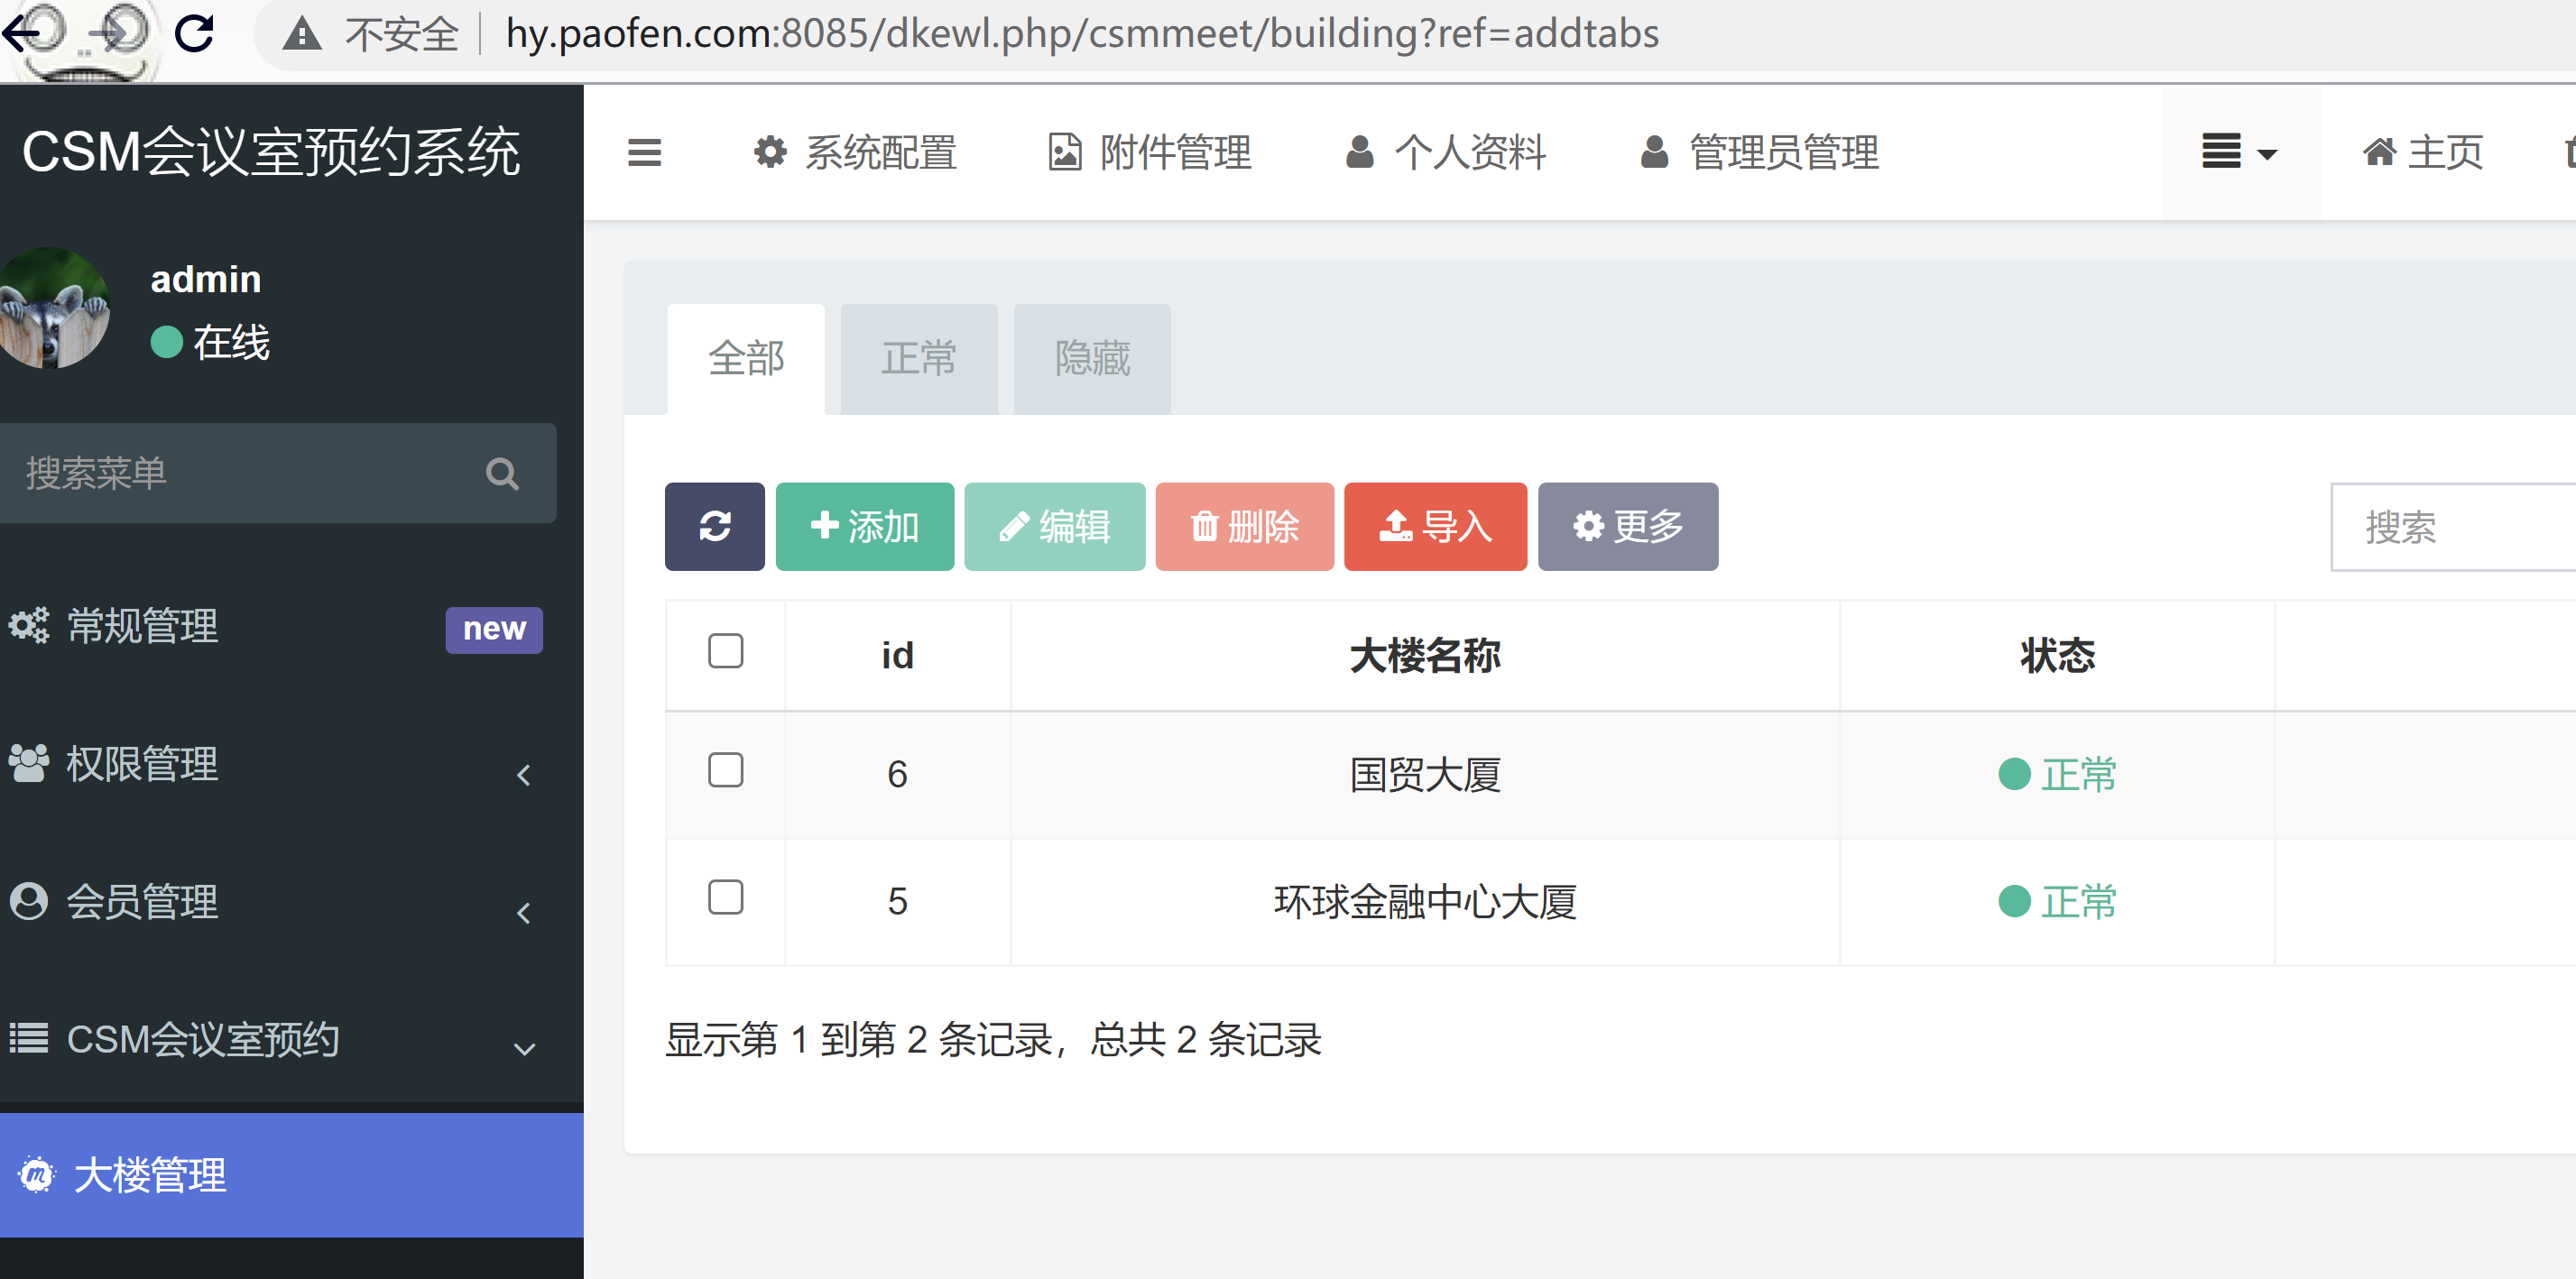 不安全 hy.paofen.com:8085/dkewl.php/csmmeet/building?ref=addtabs
CSM会议室预约系统
系统配置 附件管理 个人资料 管理员管理 主页
admin
在线
搜索菜单
常规管理 new
权限管理
会员管理
CSM会议室预约
大楼管理
全部 正常 隐藏
添加 编辑 删除 导入 更多 搜索
id 大楼名称 状态
6 国贸大厦 正常
5 环球金融中心大厦 正常
显示第 1 到第 2 条记录，总共 2 条记录